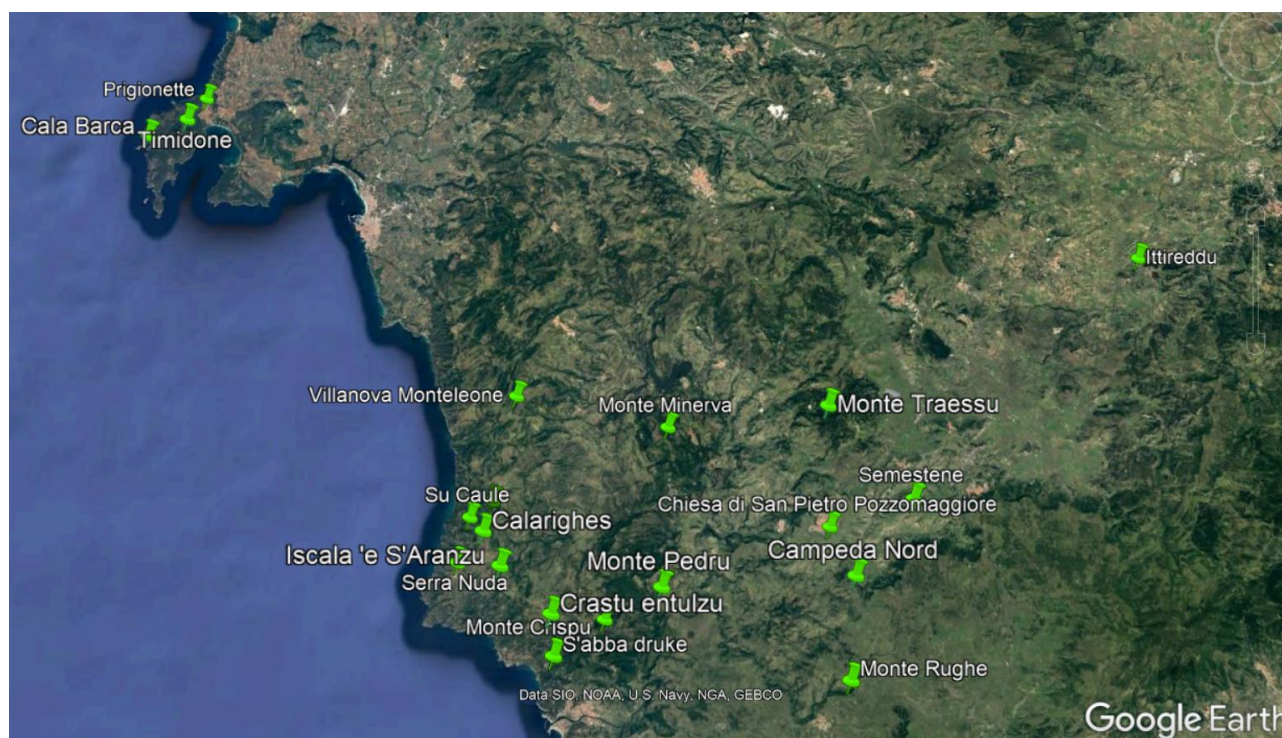 Prigionette
Cala Barca
Timidone
Ittireddu
Villanova Monteleone
Monte Minerva
Monte Traessu
Semestene
Su Caule
Chiesa di San Pietro Pozzomaggiore
Calarighes
Campeda Nord
Iscala 'e S'Aranzu
Monte Pedru
Serra Nuda
Crastu entulzu
Monte Crispu
S'abba druke
Monte Rughe
Data SIO, NOAA, U.S. Navy, NGA, GEBCO
Google Earth